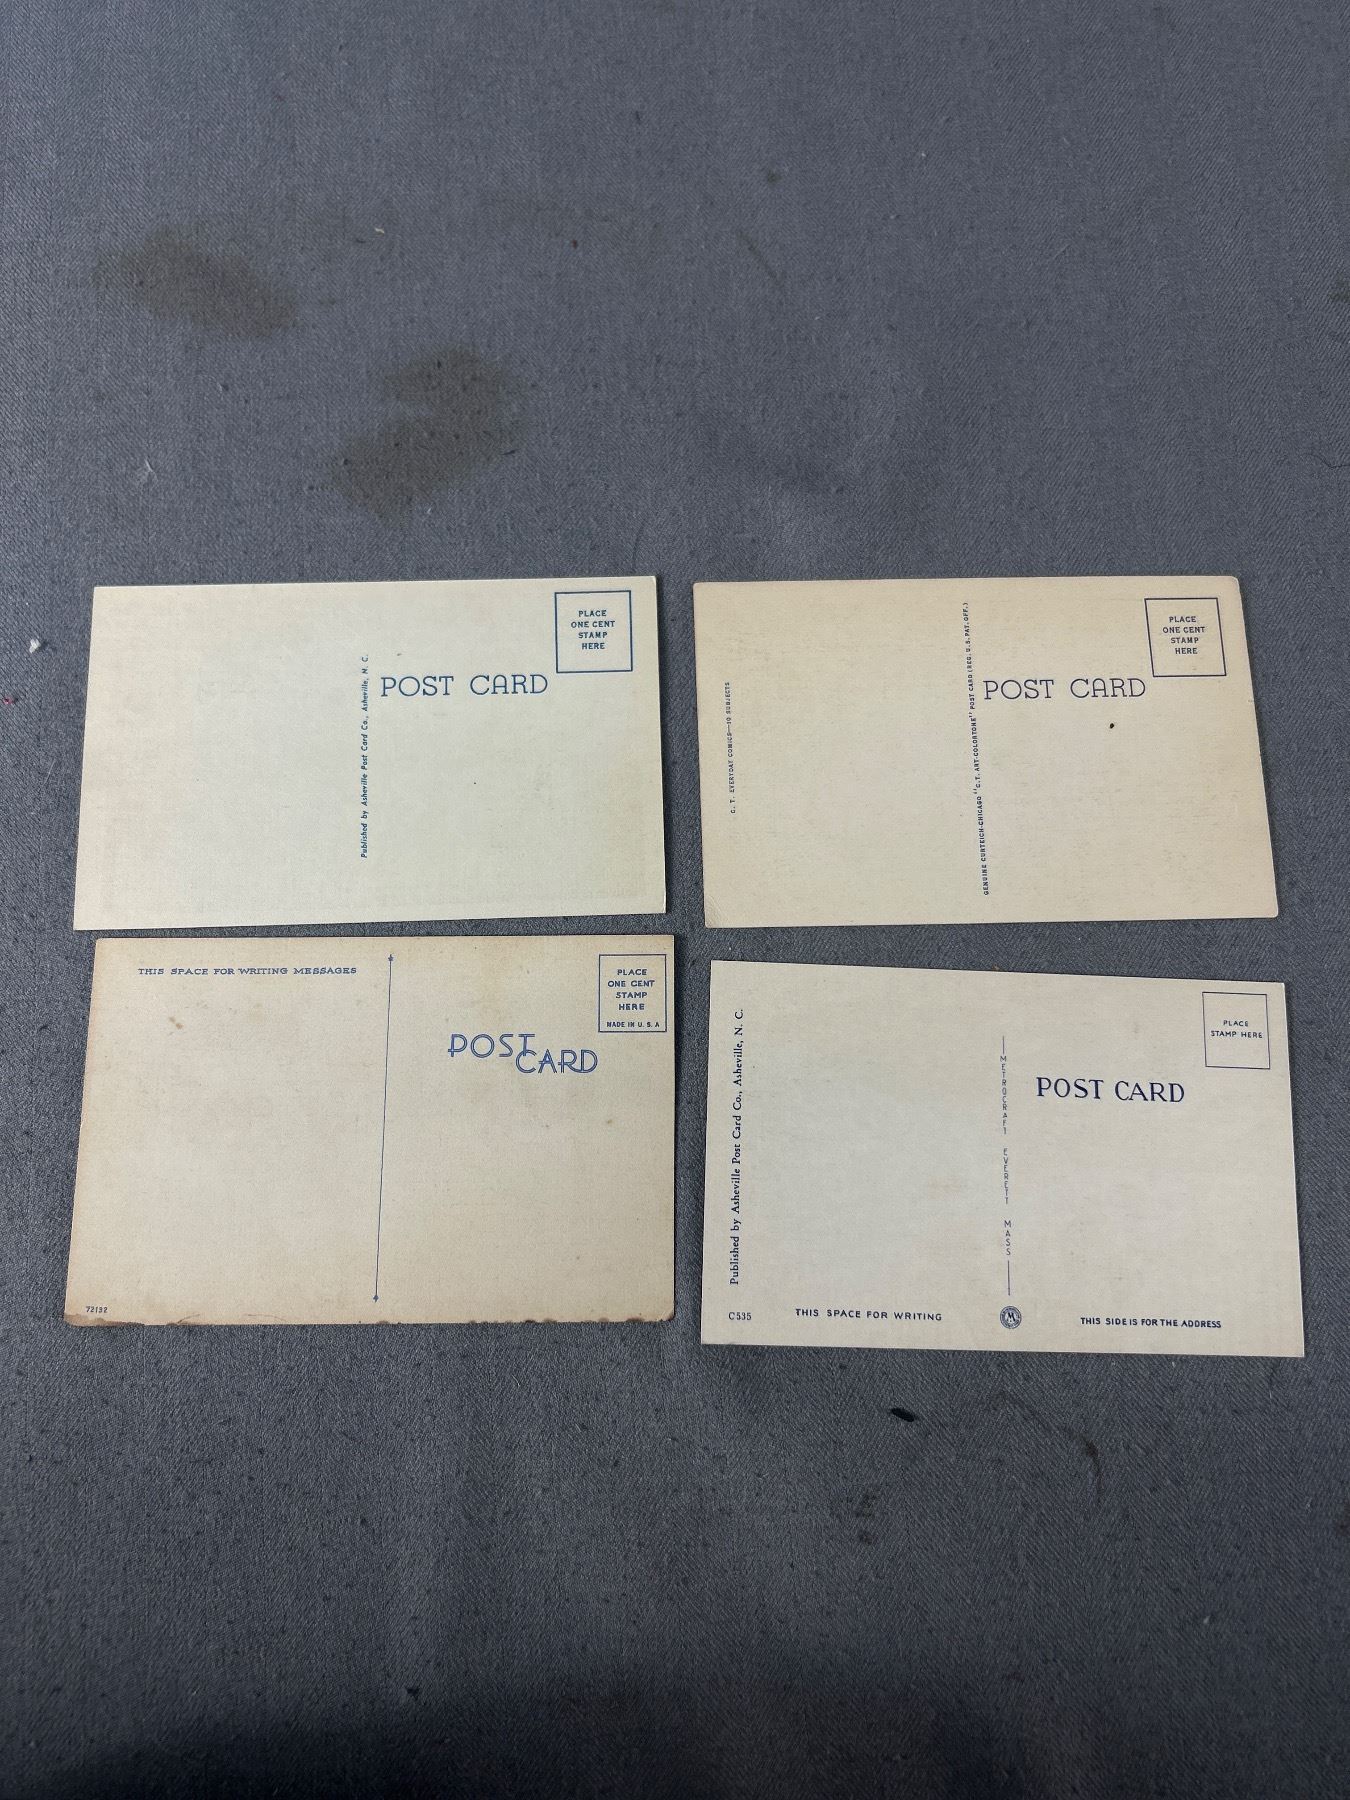 PLACE
ONE CENT
STAMP
HERE
POST CARD
Published by Asheville Post Card Co., Asheville, N. C.
PLACE
ONE CENT
STAMP
HERE
POST CARD
C. T. EVERYDAY COMICS—10 SUBJECTS
GENUINE CURTEICH-CHICAGO "C.T. ART-COLORTONE" POST CARD (REG. U.S. PAT. OFF.)
THIS SPACE FOR WRITING MESSAGES
PLACE
ONE CENT
STAMP
HERE
MADE IN U. S. A
POST
CARD
72132
Published by Asheville Post Card Co., Asheville, N. C.
PLACE
STAMP HERE
METROCRAFT EVERETT MASS
POST CARD
C535
THIS SPACE FOR WRITING
M
THIS SIDE IS FOR THE ADDRESS